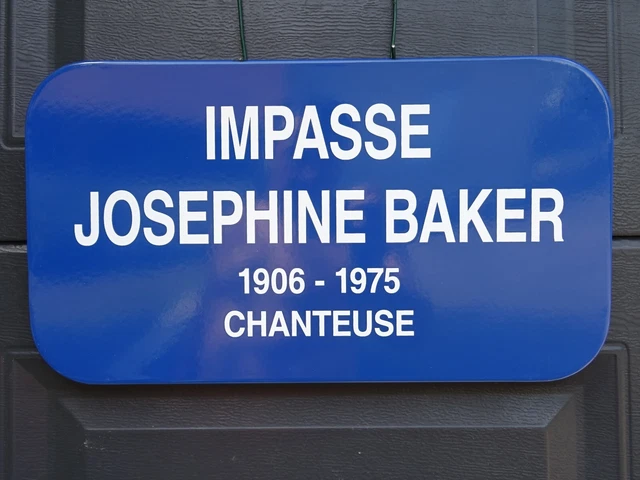 IMPASSE
JOSEPHINE BAKER
1906 - 1975
CHANTEUSE